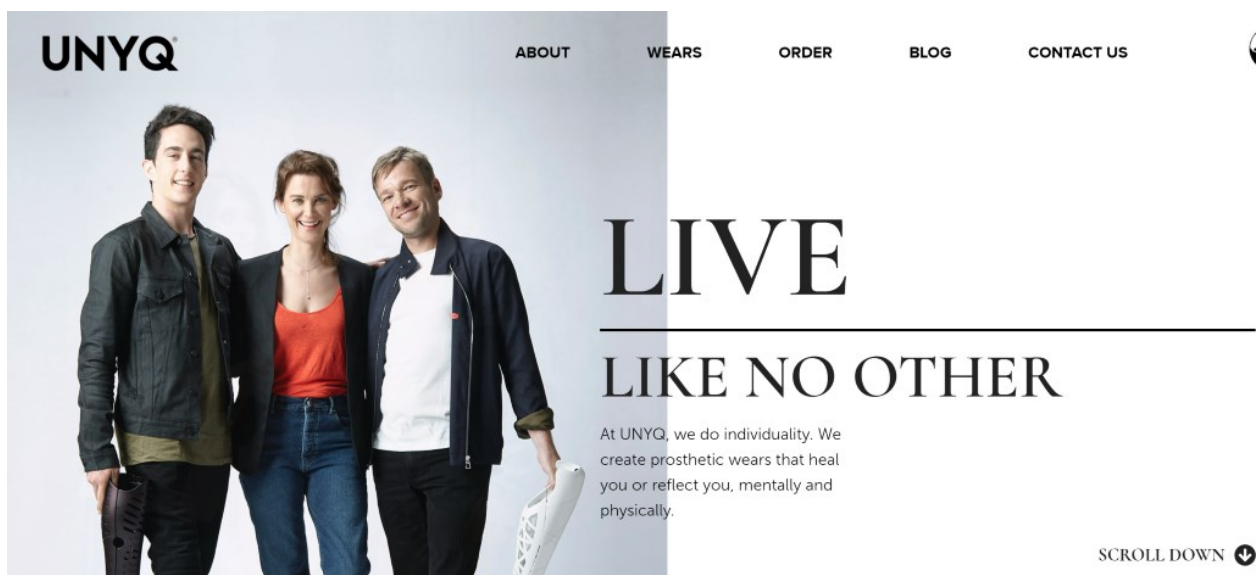 UNYQ®
ABOUT WEARS ORDER BLOG CONTACT US
LIVE
LIKE NO OTHER
At UNYQ, we do individuality. We
create prosthetic wears that heal
you or reflect you, mentally and
physically.
SCROLL DOWN